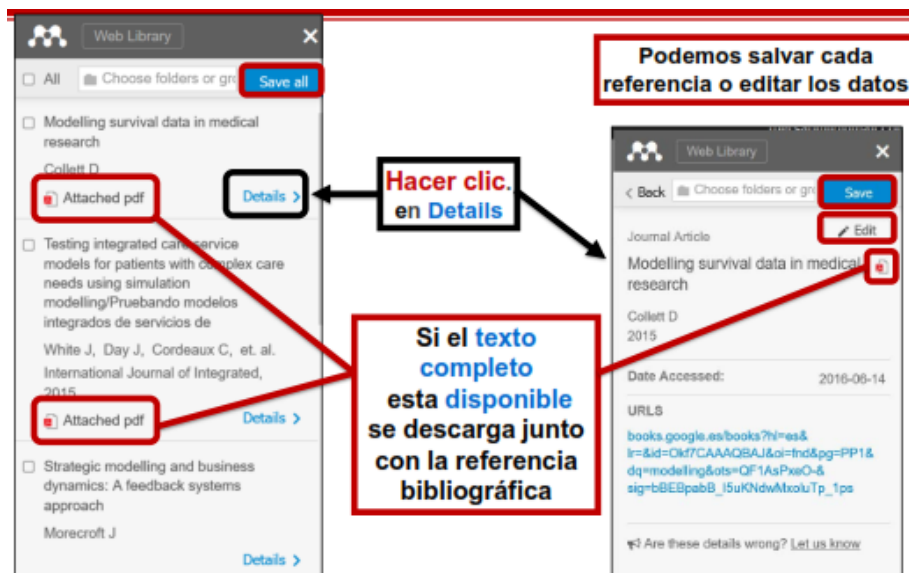 Web Library
All
Choose folders or gr
Save all
Modelling survival data in medical
research
Collett D
Attached pdf
Details >
Testing integrated care service
models for patients with complex care
needs using simulation
modelling/Pruebando modelos
integrados de servicios de
White J, Day J, Cordeaux C, et. al.
International Journal of Integrated,
2015
Attached pdf
Details >
Strategic modelling and business
dynamics: A feedback systems
approach
Morecroft J
Details >
Hacer clic.
en Details
Si el texto
completo
esta disponible
se descarga junto
con la referencia
bibliográfica
Podemos salvar cada
referencia o editar los datos
Web Library
< Back
Choose folders or gr
Save
Edit
Journal Article
Modelling survival data in medical
research
Collett D
2015
Date Accessed:
2016-06-14
URLS
books.google.es/books?hl=es&
lr=&id=Okf7CAAAQBAJ&oi=fnd&pg=PP1&
dq=modelling&ots=QF1AsPxeO-&
Are these details wrong? Let us know